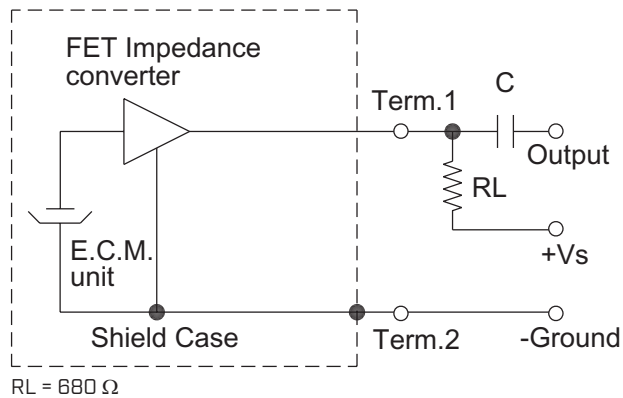 FET Impedance
converter
Term.1
C
Output
RL
+Vs
E.C.M.
unit
Shield Case
Term.2
-Ground
RL = 680 Ω